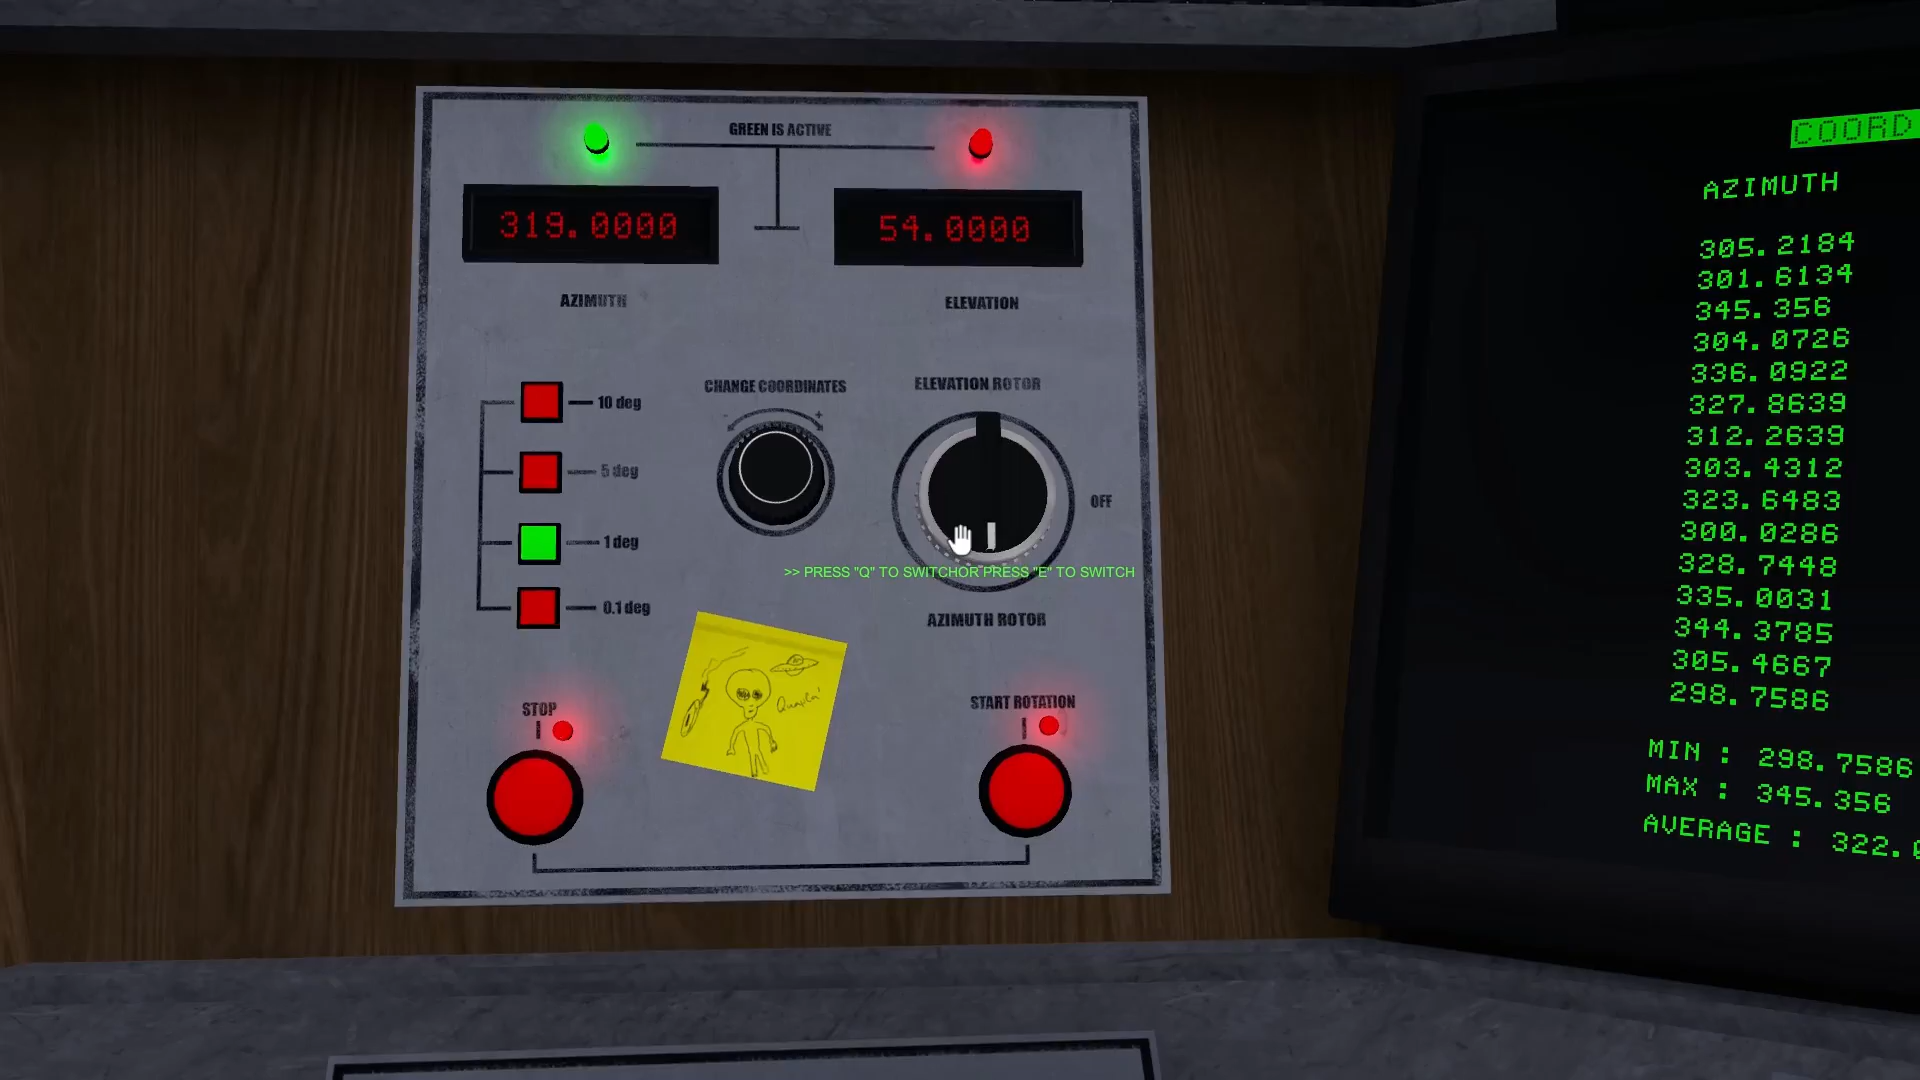 GREEN IS ACTIVE
319.0000
54.0000
AZIMUTH
ELEVATION
10 deg
5 deg
1 deg
0.1 deg
CHANGE COORDINATES
- +
ELEVATION ROTOR
OFF
>> PRESS "Q" TO SWITCHOR PRESS "E" TO SWITCH
AZIMUTH ROTOR
STOP
START ROTATION
COORD
AZIMUTH
305.2184
301.6134
345.356
304.0726
336.0922
327.8639
312.2639
303.4312
323.6483
300.0286
328.7448
335.0031
344.3785
305.4667
298.7586
MIN : 298.7586
MAX : 345.356
AVERAGE : 322.